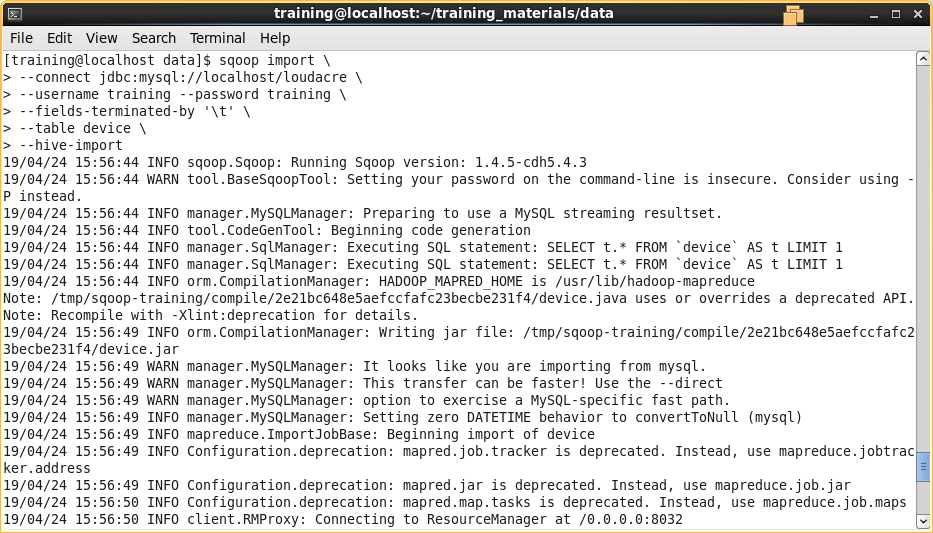 training@localhost:~/training_materials/data
File Edit View Search Terminal Help
[training@localhost data]$ sqoop import \
> --connect jdbc:mysql://localhost/loudacre \
> --username training --password training \
> --fields-terminated-by '\t' \
> --table device \
> --hive-import
19/04/24 15:56:44 INFO sqoop.Sqoop: Running Sqoop version: 1.4.5-cdh5.4.3
19/04/24 15:56:44 WARN tool.BaseSqoopTool: Setting your password on the command-line is insecure. Consider using -
P instead.
19/04/24 15:56:44 INFO manager.MySQLManager: Preparing to use a MySQL streaming resultset.
19/04/24 15:56:44 INFO tool.CodeGenTool: Beginning code generation
19/04/24 15:56:44 INFO manager.SqlManager: Executing SQL statement: SELECT t.* FROM `device` AS t LIMIT 1
19/04/24 15:56:44 INFO manager.SqlManager: Executing SQL statement: SELECT t.* FROM `device` AS t LIMIT 1
19/04/24 15:56:44 INFO orm.CompilationManager: HADOOP_MAPRED_HOME is /usr/lib/hadoop-mapreduce
Note: /tmp/sqoop-training/compile/2e21bc648e5aefccfafc23becbe231f4/device.java uses or overrides a deprecated API.
Note: Recompile with -Xlint:deprecation for details.
19/04/24 15:56:49 INFO orm.CompilationManager: Writing jar file: /tmp/sqoop-training/compile/2e21bc648e5aefccfafc2
3becbe231f4/device.jar
19/04/24 15:56:49 WARN manager.MySQLManager: It looks like you are importing from mysql.
19/04/24 15:56:49 WARN manager.MySQLManager: This transfer can be faster! Use the --direct
19/04/24 15:56:49 WARN manager.MySQLManager: option to exercise a MySQL-specific fast path.
19/04/24 15:56:49 INFO manager.MySQLManager: Setting zero DATETIME behavior to convertToNull (mysql)
19/04/24 15:56:49 INFO mapreduce.ImportJobBase: Beginning import of device
19/04/24 15:56:49 INFO Configuration.deprecation: mapred.job.tracker is deprecated. Instead, use mapreduce.jobtrac
ker.address
19/04/24 15:56:49 INFO Configuration.deprecation: mapred.jar is deprecated. Instead, use mapreduce.job.jar
19/04/24 15:56:50 INFO Configuration.deprecation: mapred.map.tasks is deprecated. Instead, use mapreduce.job.maps
19/04/24 15:56:50 INFO client.RMProxy: Connecting to ResourceManager at /0.0.0.0:8032